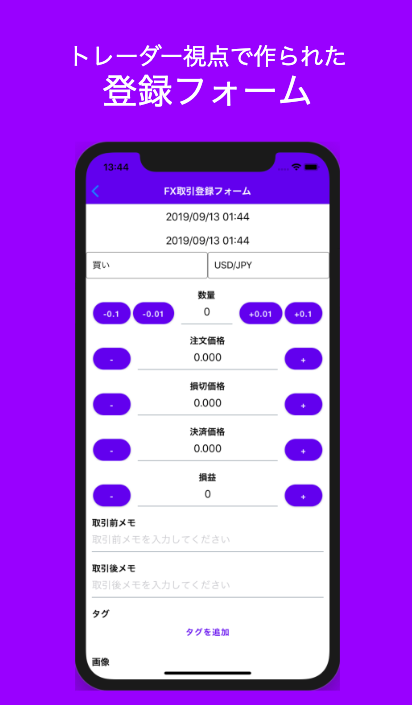 トレーダー視点で作られた
登録フォーム
13:44
FX取引登録フォーム
2019/09/13 01:44
2019/09/13 01:44
買い USD/JPY
数量
-0.1 -0.01 0 +0.01 +0.1
注文価格
- 0.000 +
損切価格
- 0.000 +
決済価格
- 0.000 +
損益
- 0 +
取引前メモ
取引前メモを入力してください
取引後メモ
取引後メモを入力してください
タグ
タグを追加
画像